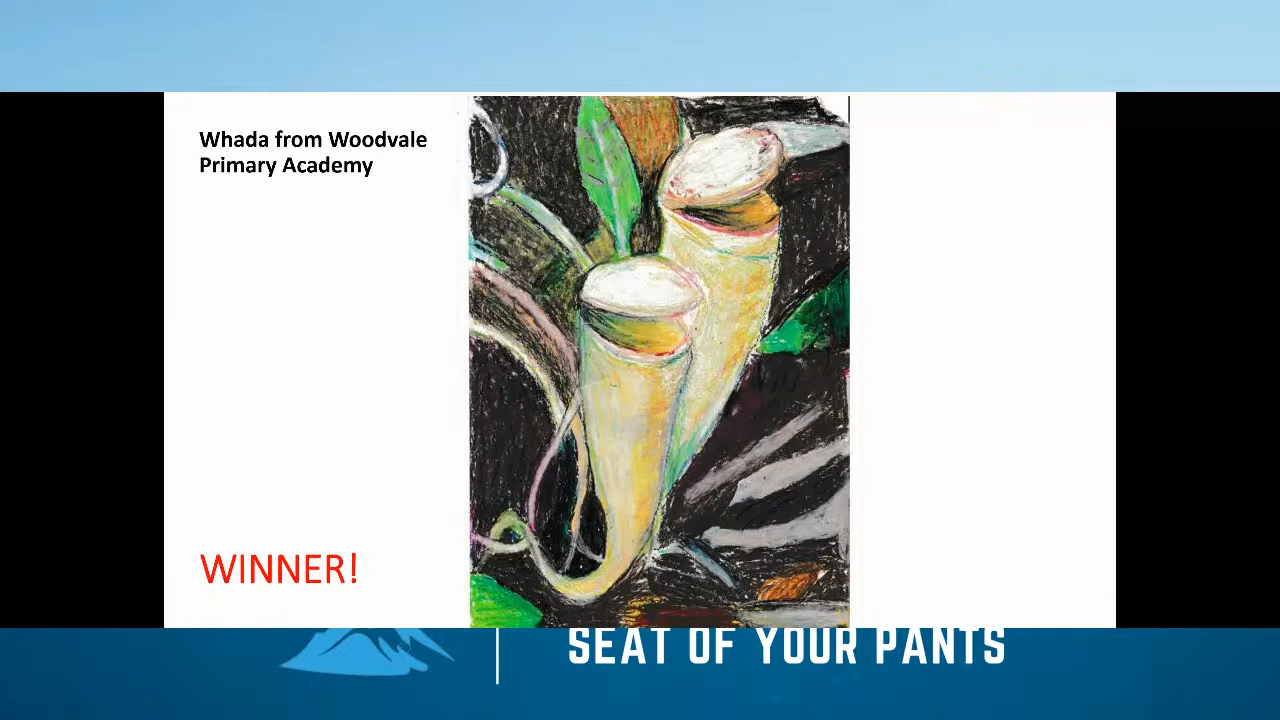 Whada from Woodvale
Primary Academy
WINNER!
SEAT OF YOUR PANTS